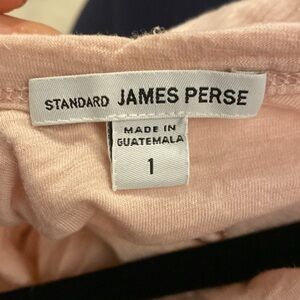 STANDARD JAMES PERSE
MADE IN
GUATEMALA
1